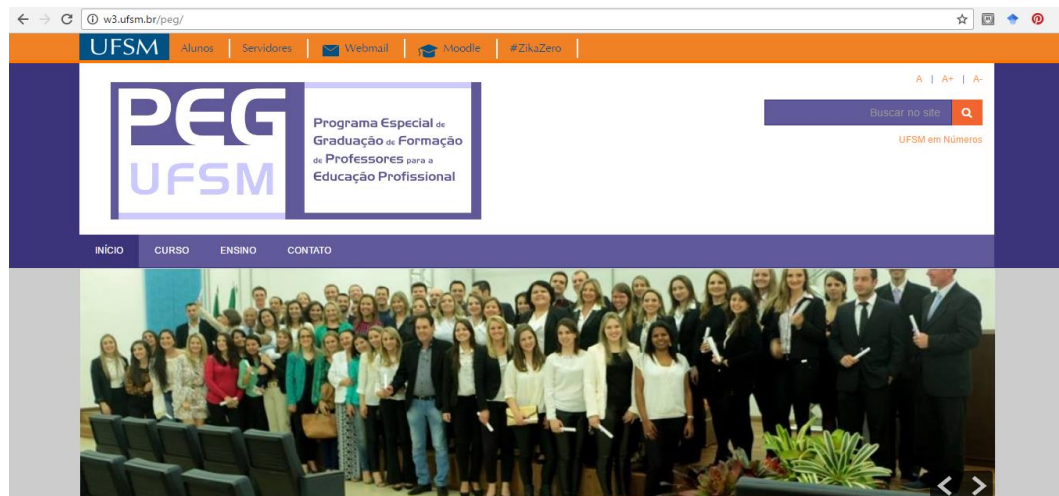 w3.ufsm.br/peg/
UFSM Alunos Servidores Webmail Moodle #ZikaZero
A | A+ | A-
PEG
UFSM
Programa Especial de
Graduação de Formação
de Professores para a
Educação Profissional
Buscar no site
UFSM em Números
INÍCIO CURSO ENSINO CONTATO